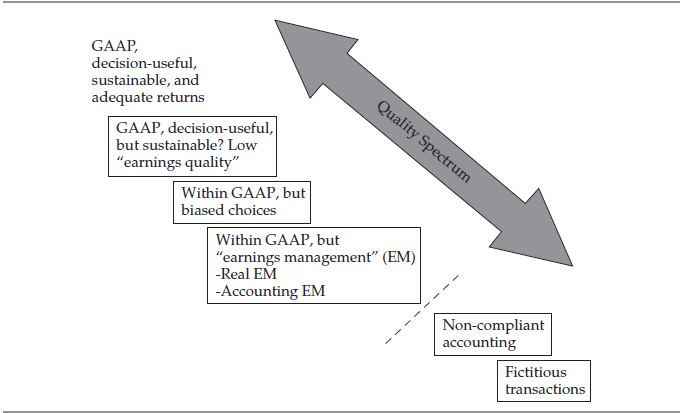 GAAP,
decision-useful,
sustainable, and
adequate returns
Quality Spectrum
GAAP, decision-useful,
but sustainable? Low
“earnings quality”
Within GAAP, but
biased choices
Within GAAP, but
“earnings management” (EM)
-Real EM
-Accounting EM
Non-compliant
accounting
Fictitious
transactions